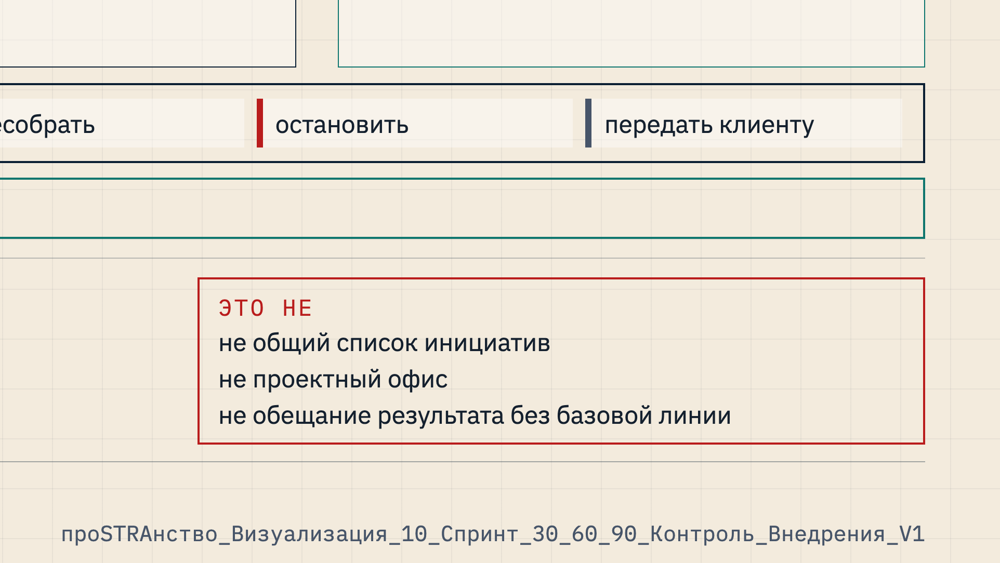 есобрать
остановить
передать клиенту
ЭТО НЕ
не общий список инициатив
не проектный офис
не обещание результата без базовой линии
проSTRAнство_Визуализация_10_Спринт_30_60_90_Контроль_Внедрения_V1